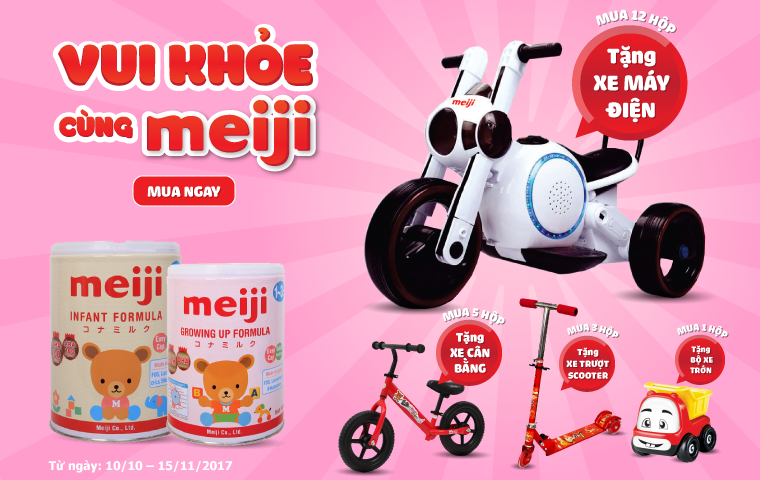 VUI KHỎE
CÙNG meiji
MUA NGAY
MUA 12 HỘP
Tặng
XE MÁY
ĐIỆN
meiji
meiji
INFANT FORMULA
コナミルク
Easy
Cup
Meiji Co., Ltd.
meiji
GROWING UP FORMULA
コナミルク
B
A
M
Meiji Co., Ltd.
MUA 5 HỘP
Tặng
XE CÂN
BẰNG
MUA 3 HỘP
Tặng
XE TRƯỢT
SCOOTER
MUA 1 HỘP
Tặng
BỘ XE
TRÒN
Từ ngày: 10/10 – 15/11/2017